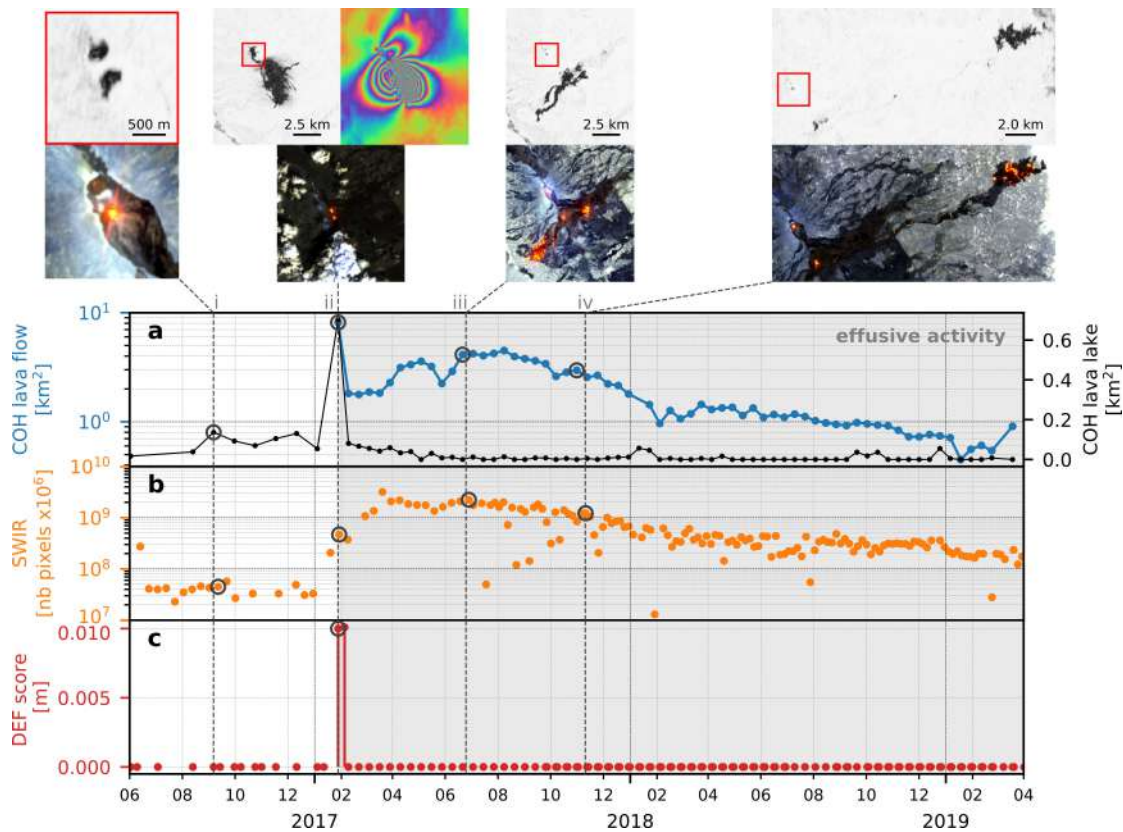 500 m
2.5 km
2.5 km
2.0 km
i
ii
iii
iv
a
effusive activity
COH lava flow
[km²]
10¹
10⁰
0.6
0.4
0.2
0.0
COH lava lake
[km²]
b
SWIR
[nb pixels x10⁶]
10¹⁰
10⁹
10⁸
10⁷
c
DEF score
[m]
0.010
0.005
0.000
06 08 10 12 02 04 06 08 10 12 02 04 06 08 10 12 02 04
2017 2018 2019